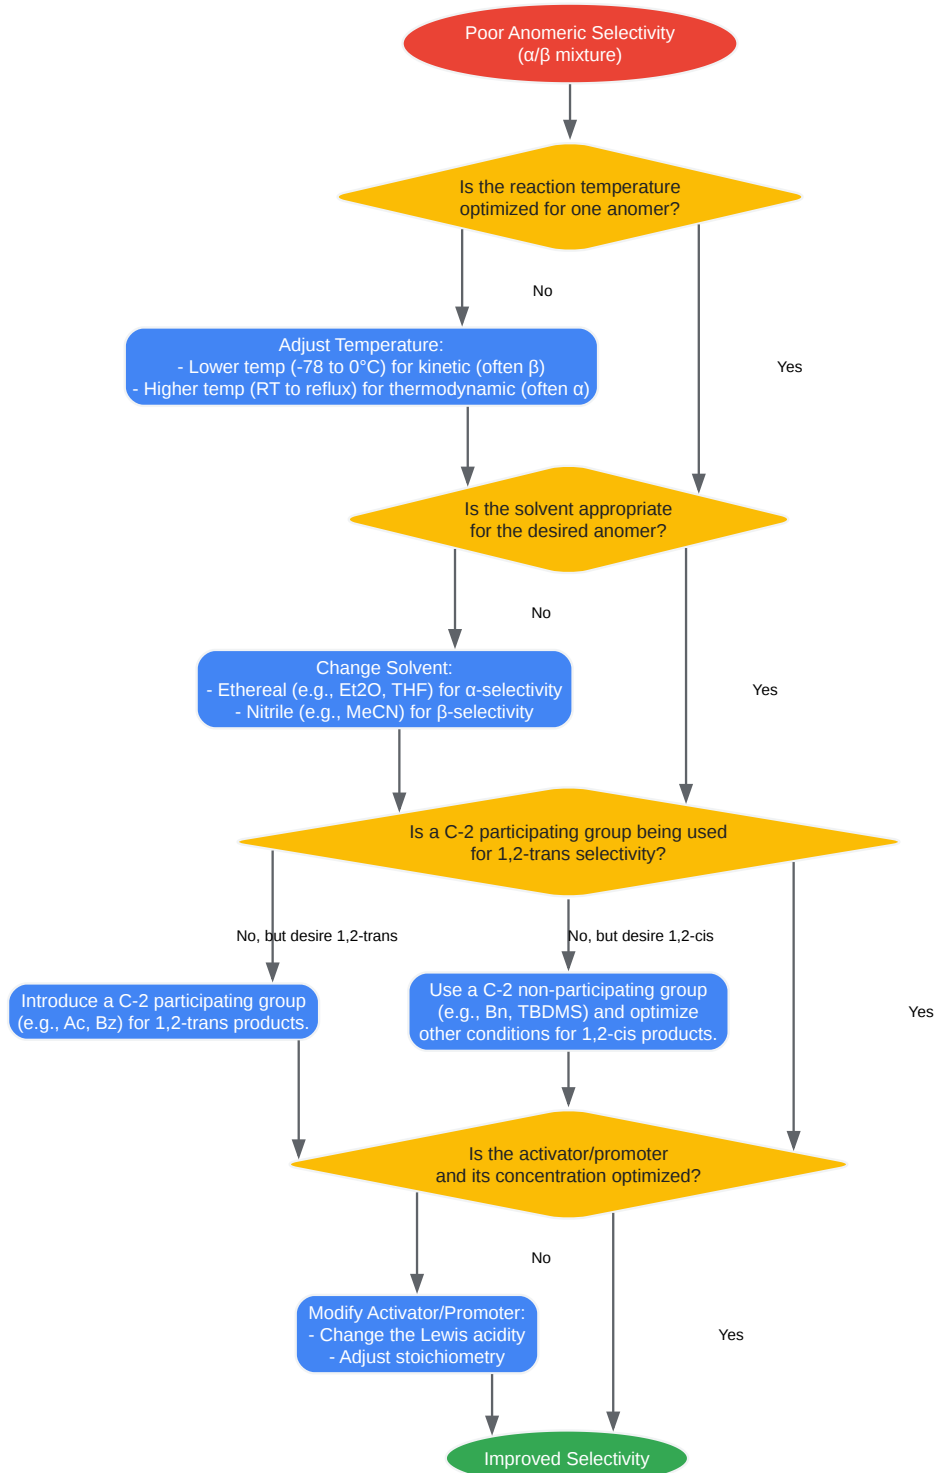 Poor Anomeric Selectivity
(α/β mixture)
Is the reaction temperature
optimized for one anomer?
No
Adjust Temperature:
- Lower temp (-78 to 0°C) for kinetic (often β)
- Higher temp (RT to reflux) for thermodynamic (often α)
Yes
Is the solvent appropriate
for the desired anomer?
No
Change Solvent:
- Ethereal (e.g., Et2O, THF) for α-selectivity
- Nitrile (e.g., MeCN) for β-selectivity
Yes
Is a C-2 participating group being used
for 1,2-trans selectivity?
No, but desire 1,2-trans
No, but desire 1,2-cis
Introduce a C-2 participating group
(e.g., Ac, Bz) for 1,2-trans products.
Use a C-2 non-participating group
(e.g., Bn, TBDMS) and optimize
other conditions for 1,2-cis products.
Yes
Is the activator/promoter
and its concentration optimized?
No
Modify Activator/Promoter:
- Change the Lewis acidity
- Adjust stoichiometry
Yes
Improved Selectivity